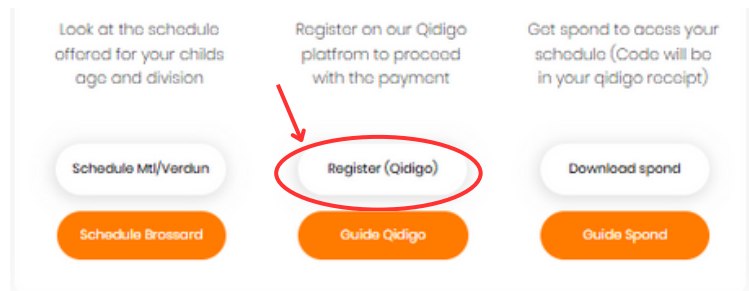 Look at the schedule
offered for your childs
age and division
Schedule Mtl/Verdun
Schedule Brossard
Register on our Qidigo
platfrom to proceed
with the payment
Register (Qidigo)
Guide Qidigo
Get spond to acess your
schedule (Code will be
in your qidigo receipt)
Download spond
Guide Spond